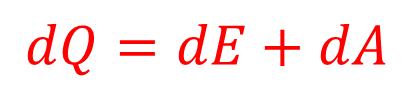 dQ = dE + dA